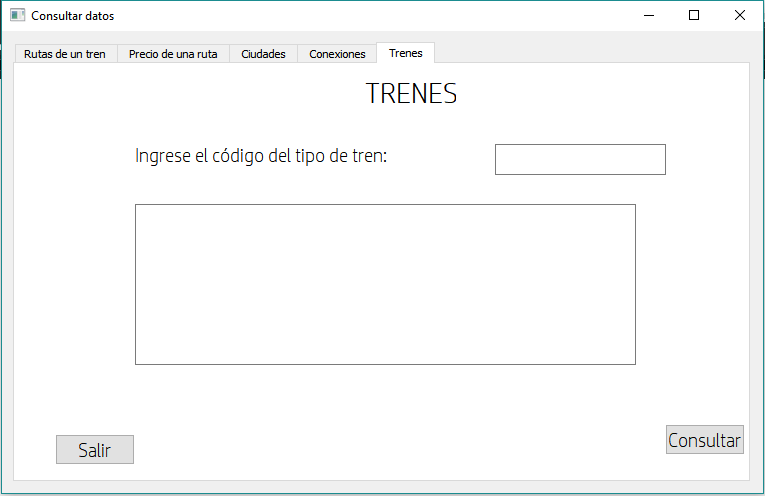 Consultar datos
Rutas de un tren Precio de una ruta Ciudades Conexiones Trenes
TRENES
Ingrese el código del tipo de tren:
Consultar
Salir